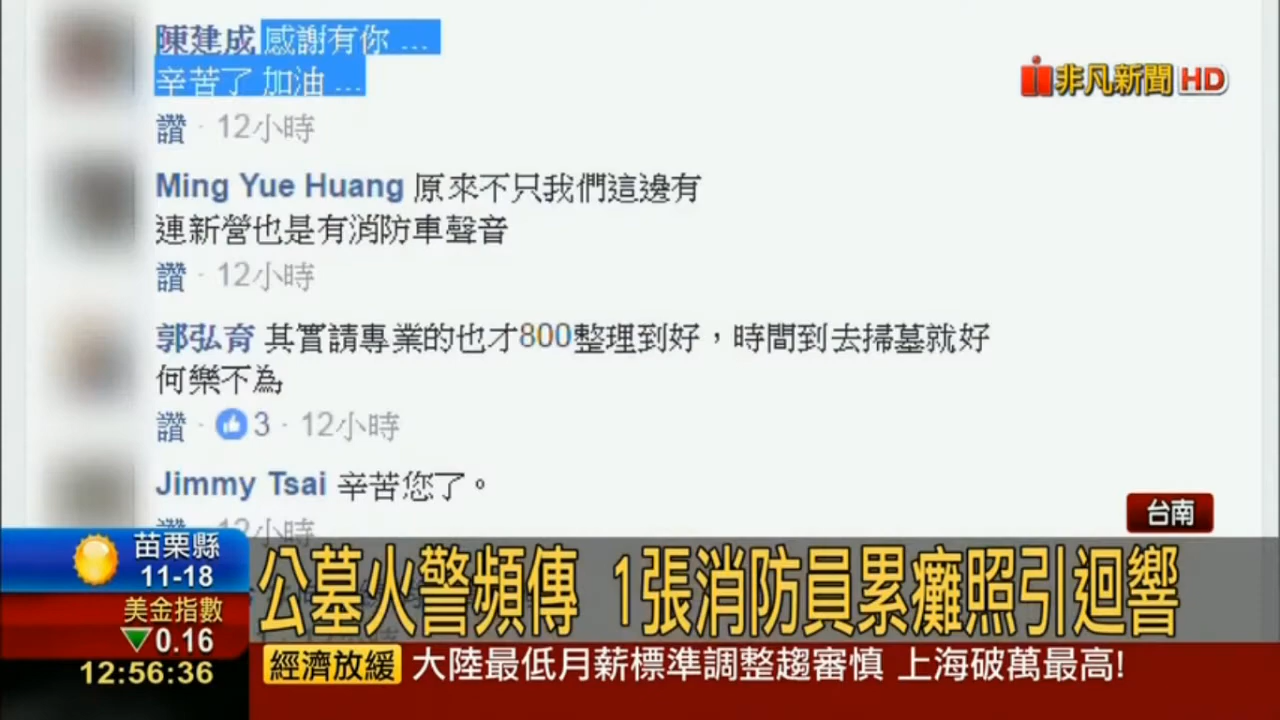 陳建成 感謝有你 ...
辛苦了 加油 ...
讚 · 12小時
非凡新聞 HD
Ming Yue Huang 原來不只我們這邊有
連新營也是有消防車聲音
讚 · 12小時
郭弘育 其實請專業的也才800整理到好，時間到去掃墓就好
何樂不為
讚 · 3 · 12小時
Jimmy Tsai 辛苦您了。
讚 · 12小時
台南
苗栗縣
11-18
美金指數
▼0.16
12:56:36
公墓火警頻傳 1張消防員累癱照引迴響
經濟放緩 大陸最低月薪標準調整趨審慎 上海破萬最高!